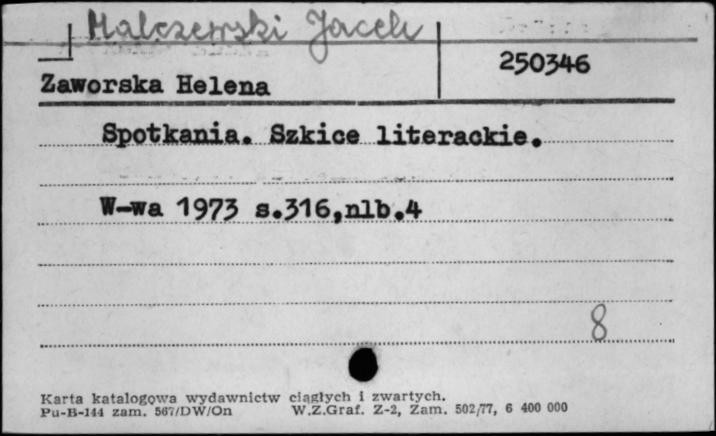 Malczewski Jacek
250346
Zaworska Helena
Spotkania. Szkice literackie.
W-wa 1973 s.316,nlb.4
8
Karta katalogowa wydawnictw ciągłych i zwartych.
Pu-B-144 zam. 567/DW/On W.Z.Graf. Z-2, Zam. 502/77, 6 400 000